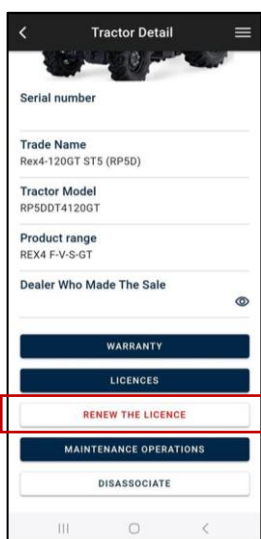 Tractor Detail
Serial number
Trade Name
Rex4-120GT ST5 (RP5D)
Tractor Model
RP5DDT4120GT
Product range
REX4 F-V-S-GT
Dealer Who Made The Sale
WARRANTY
LICENCES
RENEW THE LICENCE
MAINTENANCE OPERATIONS
DISASSOCIATE